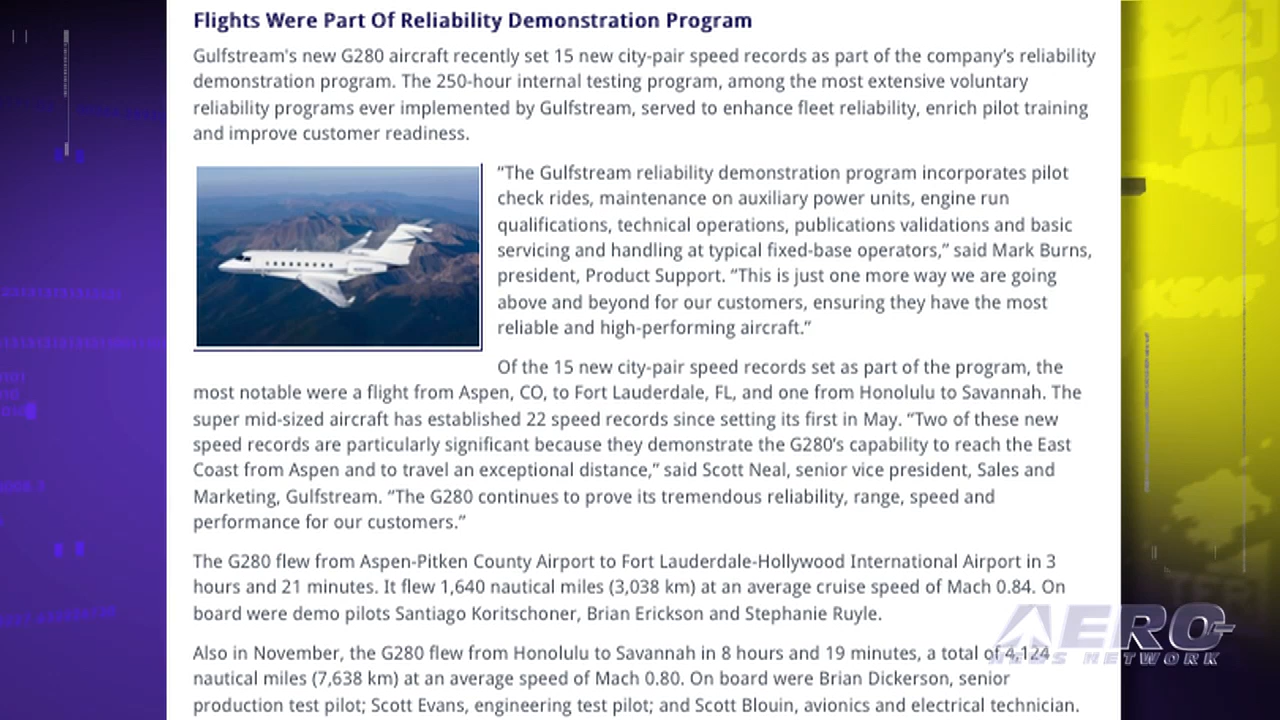 Flights Were Part Of Reliability Demonstration Program
Gulfstream's new G280 aircraft recently set 15 new city-pair speed records as part of the company's reliability
demonstration program. The 250-hour internal testing program, among the most extensive voluntary
reliability programs ever implemented by Gulfstream, served to enhance fleet reliability, enrich pilot training
and improve customer readiness.
“The Gulfstream reliability demonstration program incorporates pilot
check rides, maintenance on auxiliary power units, engine run
qualifications, technical operations, publications validations and basic
servicing and handling at typical fixed-base operators,” said Mark Burns,
president, Product Support. “This is just one more way we are going
above and beyond for our customers, ensuring they have the most
reliable and high-performing aircraft.”
Of the 15 new city-pair speed records set as part of the program, the
most notable were a flight from Aspen, CO, to Fort Lauderdale, FL, and one from Honolulu to Savannah. The
super mid-sized aircraft has established 22 speed records since setting its first in May. “Two of these new
speed records are particularly significant because they demonstrate the G280’s capability to reach the East
Coast from Aspen and to travel an exceptional distance,” said Scott Neal, senior vice president, Sales and
Marketing, Gulfstream. “The G280 continues to prove its tremendous reliability, range, speed and
performance for our customers.”
The G280 flew from Aspen-Pitken County Airport to Fort Lauderdale-Hollywood International Airport in 3
hours and 21 minutes. It flew 1,640 nautical miles (3,038 km) at an average cruise speed of Mach 0.84. On
board were demo pilots Santiago Koritschoner, Brian Erickson and Stephanie Ruyle.
Also in November, the G280 flew from Honolulu to Savannah in 8 hours and 19 minutes, a total of 4,124
nautical miles (7,638 km) at an average speed of Mach 0.80. On board were Brian Dickerson, senior
production test pilot; Scott Evans, engineering test pilot; and Scott Blouin, avionics and electrical technician.
AERO-
NEWS NETWORK